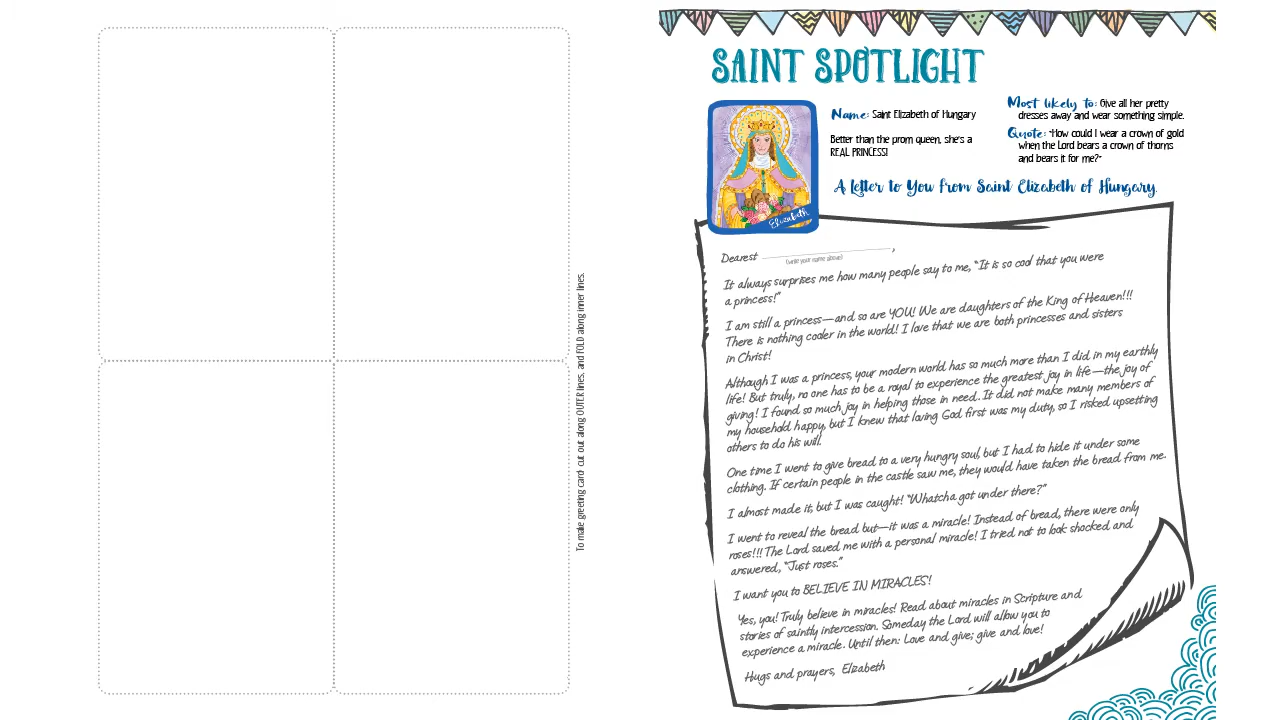 To make greeting card cut out along OUTER lines, and FOLD along inner lines.
SAINT SPOTLIGHT
Elizabeth
Name: Saint Elizabeth of Hungary
Better than the prom queen, she's a
REAL PRINCESS!
Most likely to: Give all her pretty
dresses away and wear something simple.
Quote: "How could I wear a crown of gold
when the Lord bears a crown of thorns
and bears it for me?"
A Letter to You from Saint Elizabeth of Hungary.
Dearest ,
(write your name above)
It always surprises me how many people say to me, "It is so cool that you were
a princess!"
I am still a princess—and so are YOU! We are daughters of the King of Heaven!!!
There is nothing cooler in the world! I love that we are both princesses and sisters
in Christ!
Although I was a princess, your modern world has so much more than I did in my earthly
life! But truly, no one has to be a royal to experience the greatest joy in life—the joy of
giving! I found so much joy in helping those in need. It did not make many members of
my household happy, but I knew that loving God first was my duty, so I risked upsetting
others to do his will.
One time I went to give bread to a very hungry soul, but I had to hide it under some
clothing. If certain people in the castle saw me, they would have taken the bread from me.
I almost made it, but I was caught! "Whatcha got under there?"
I went to reveal the bread but—it was a miracle! Instead of bread, there were only
roses!!! The Lord saved me with a personal miracle! I tried not to look shocked and
answered, "Just roses."
I want you to BELIEVE IN MIRACLES!
Yes, you! Truly believe in miracles! Read about miracles in Scripture and
stories of saintly intercession. Someday the Lord will allow you to
experience a miracle. Until then: Love and give; give and love!
Hugs and prayers, Elizabeth